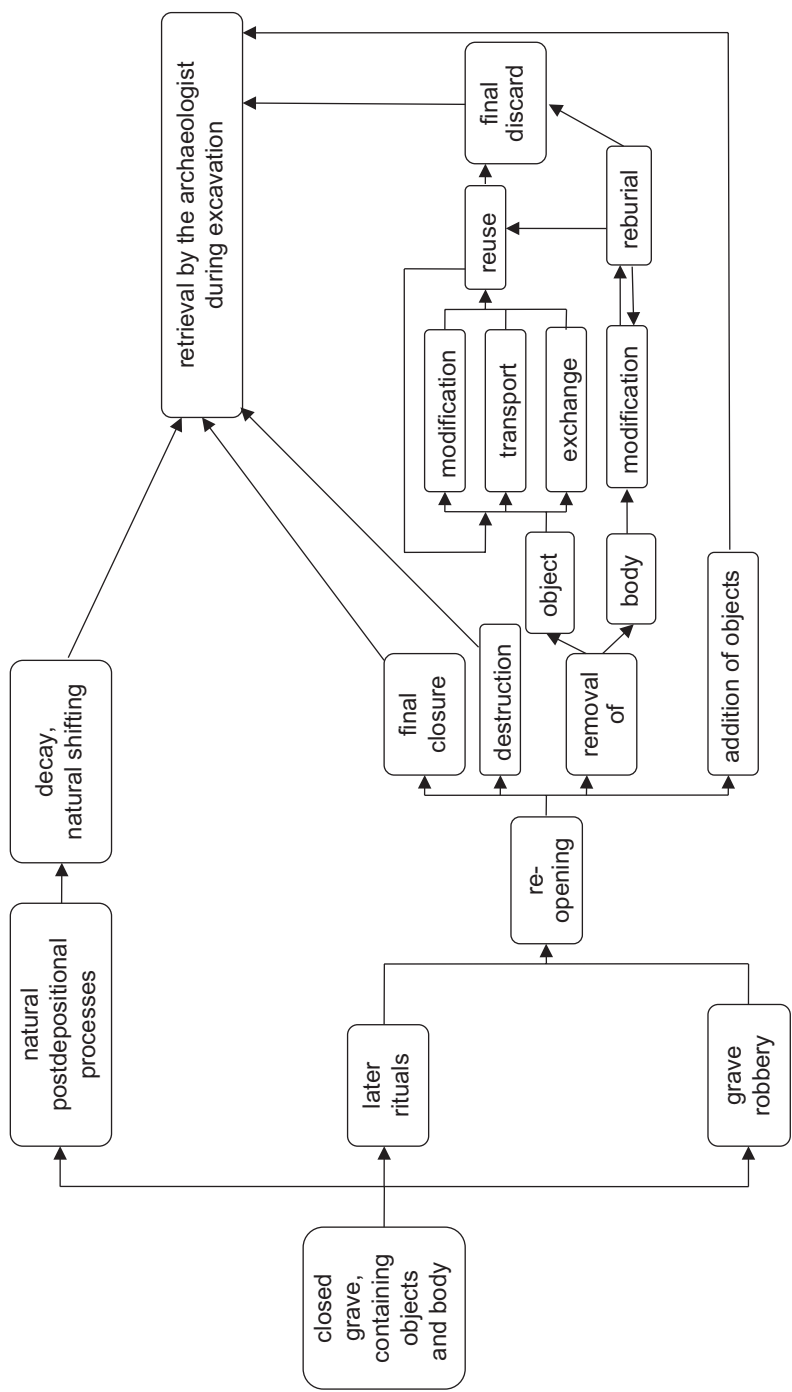 closed
grave,
containing
objects
and body
natural
postdepositional
processes
decay,
natural shifting
later
rituals
grave
robbery
re-
opening
final
closure
destruction
removal
of
addition of objects
object
body
modification
transport
exchange
modification
reuse
reburial
final
discard
retrieval by the archaeologist
during excavation